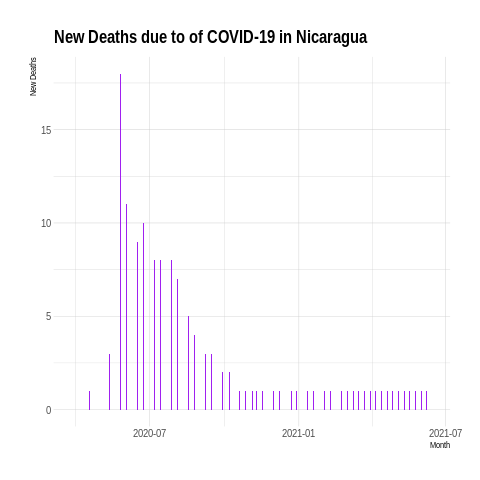 New Deaths due to of COVID-19 in Nicaragua
New Deaths
15
10
5
0
2020-07
2021-01
2021-07
Month